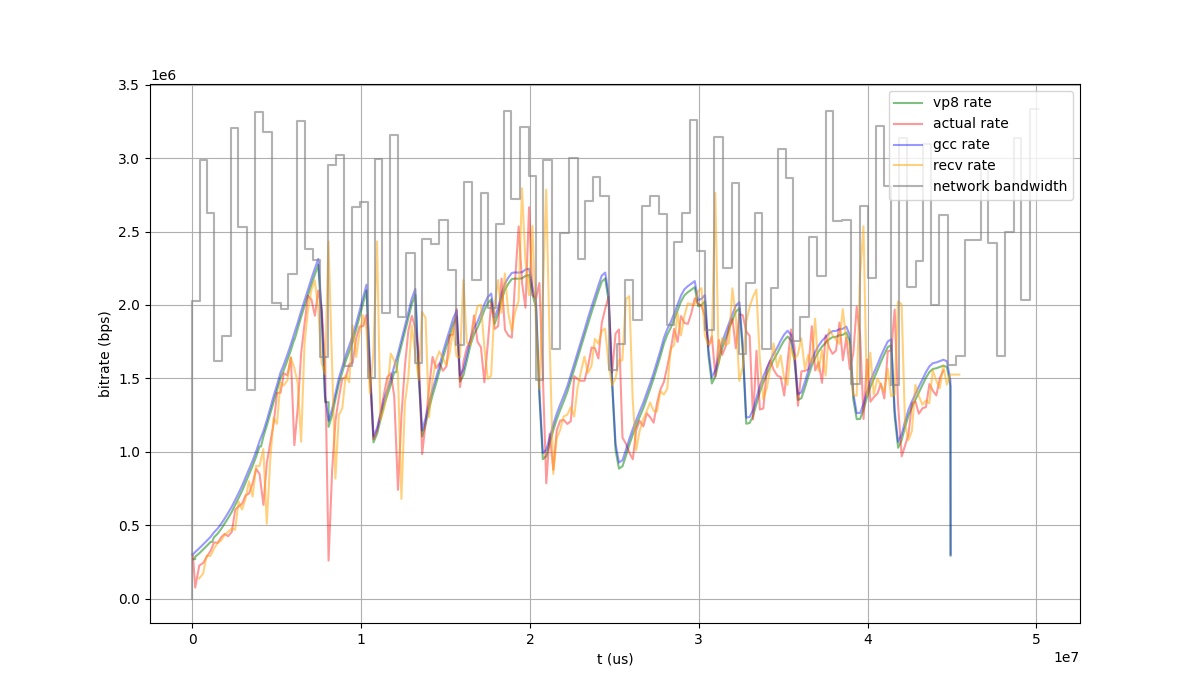 1e6
3.5
3.0
2.5
2.0
1.5
1.0
0.5
0.0
bitrate (bps)
vp8 rate
actual rate
gcc rate
recv rate
network bandwidth
0 1 2 3 4 5
t (us)
1e7